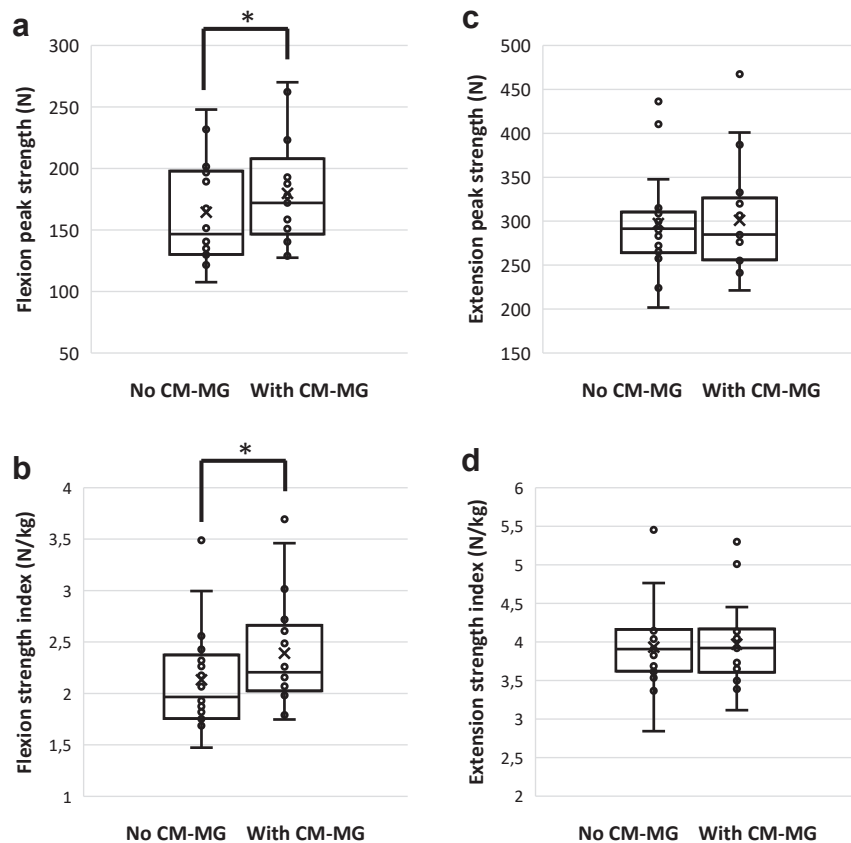 a
*
Flexion peak strength (N)
300
250
200
150
100
50
No CM-MG With CM-MG
c
Extension peak strength (N)
500
450
400
350
300
250
200
150
100
No CM-MG With CM-MG
b
*
Flexion strength index (N/kg)
4
3,5
3
2,5
2
1,5
1
No CM-MG With CM-MG
d
Extension strength index (N/kg)
6
5,5
5
4,5
4
3,5
3
2,5
2
No CM-MG With CM-MG